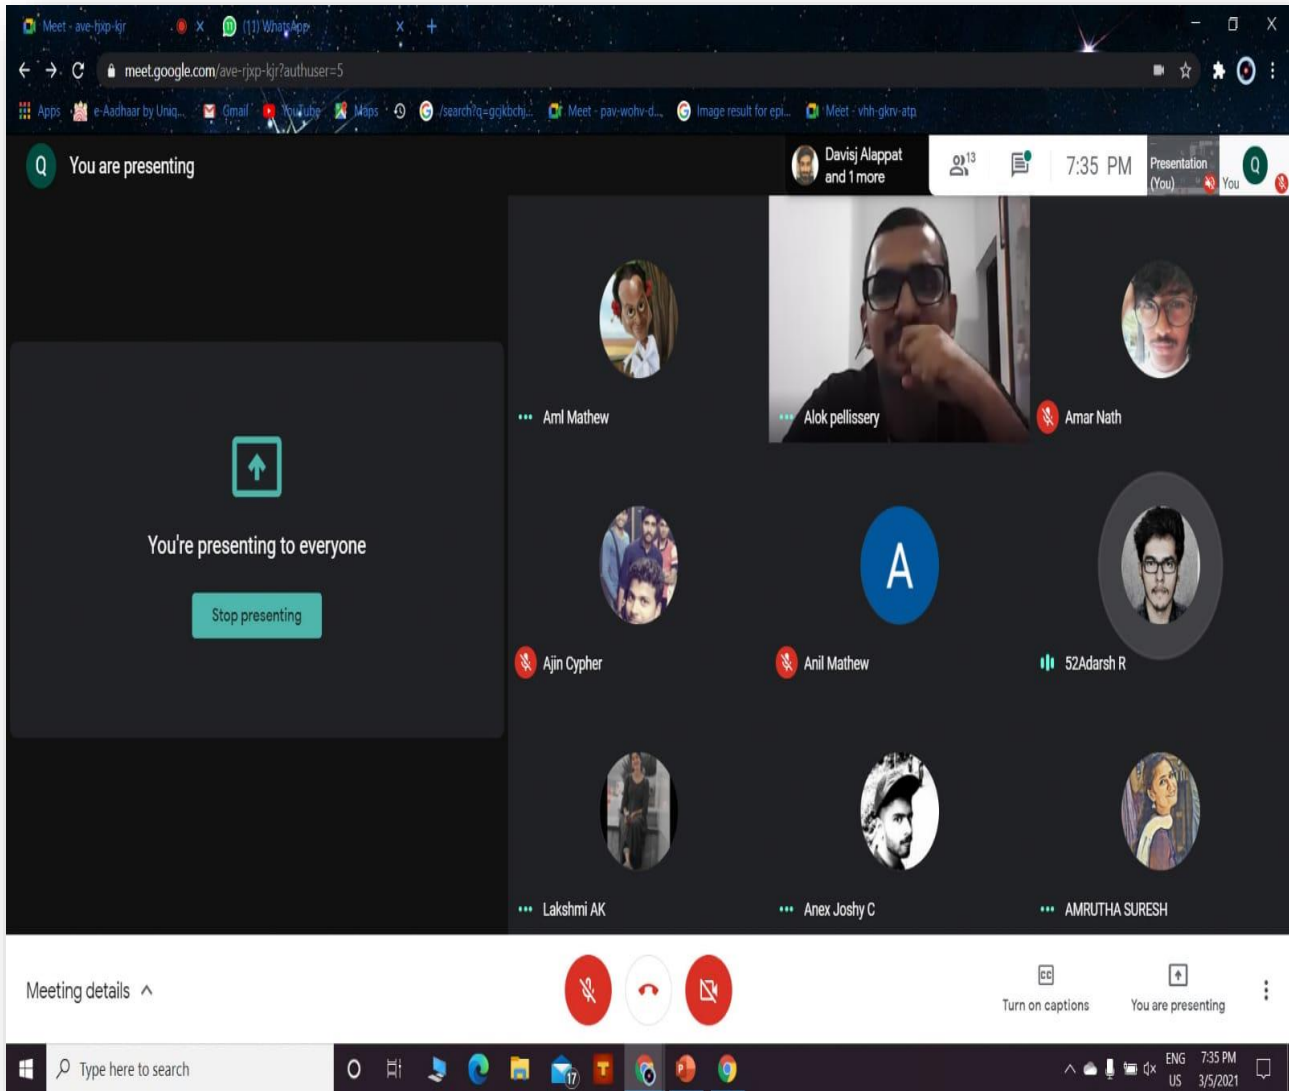 Meet - ave-rjxp-kjr
(11) WhatsApp
meet.google.com/ave-rjxp-kjr?authuser=5
Apps
e-Aadhaar by Uniq...
Gmail
YouTube
Maps
/search?q=gcjkbchj...
Meet - pav-wohv-d...
Image result for epi...
Meet - vhh-gkrv-atp
Q
You are presenting
Davisj Alappat
and 1 more
13
7:35 PM
Presentation
(You)
You
Q
Aml Mathew
Alok pellissery
Amar Nath
You're presenting to everyone
Stop presenting
A
Ajin Cypher
Anil Mathew
52Adarsh R
Lakshmi AK
Anex Joshy C
AMRUTHA SURESH
Meeting details
CC
Turn on captions
You are presenting
Type here to search
17
T
P
ENG
US
7:35 PM
3/5/2021